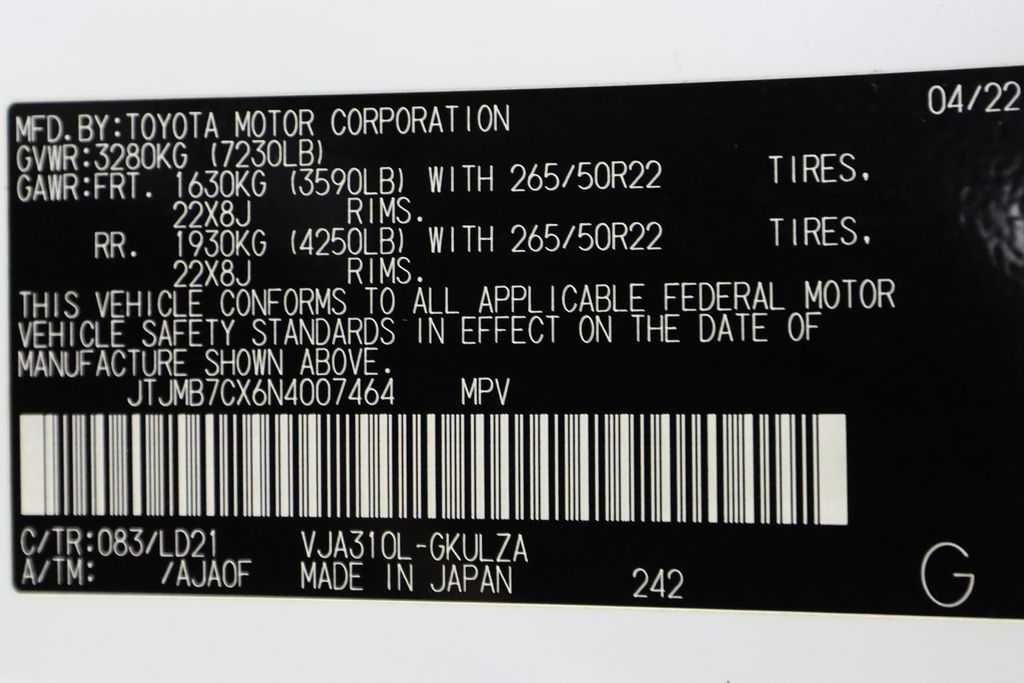 04/22
MFD.BY:TOYOTA MOTOR CORPORATION
GVWR:3280KG (7230LB)
GAWR:FRT. 1630KG (3590LB) WITH 265/50R22 TIRES.
22X8J RIMS.
RR. 1930KG (4250LB) WITH 265/50R22 TIRES.
22X8J RIMS.
THIS VEHICLE CONFORMS TO ALL APPLICABLE FEDERAL MOTOR
VEHICLE SAFETY STANDARDS IN EFFECT ON THE DATE OF
MANUFACTURE SHOWN ABOVE.
JTJMB7CX6N4007464 MPV
C/TR:083/LD21 VJA310L-GKULZA
A/TM: /AJA0F MADE IN JAPAN 242 G